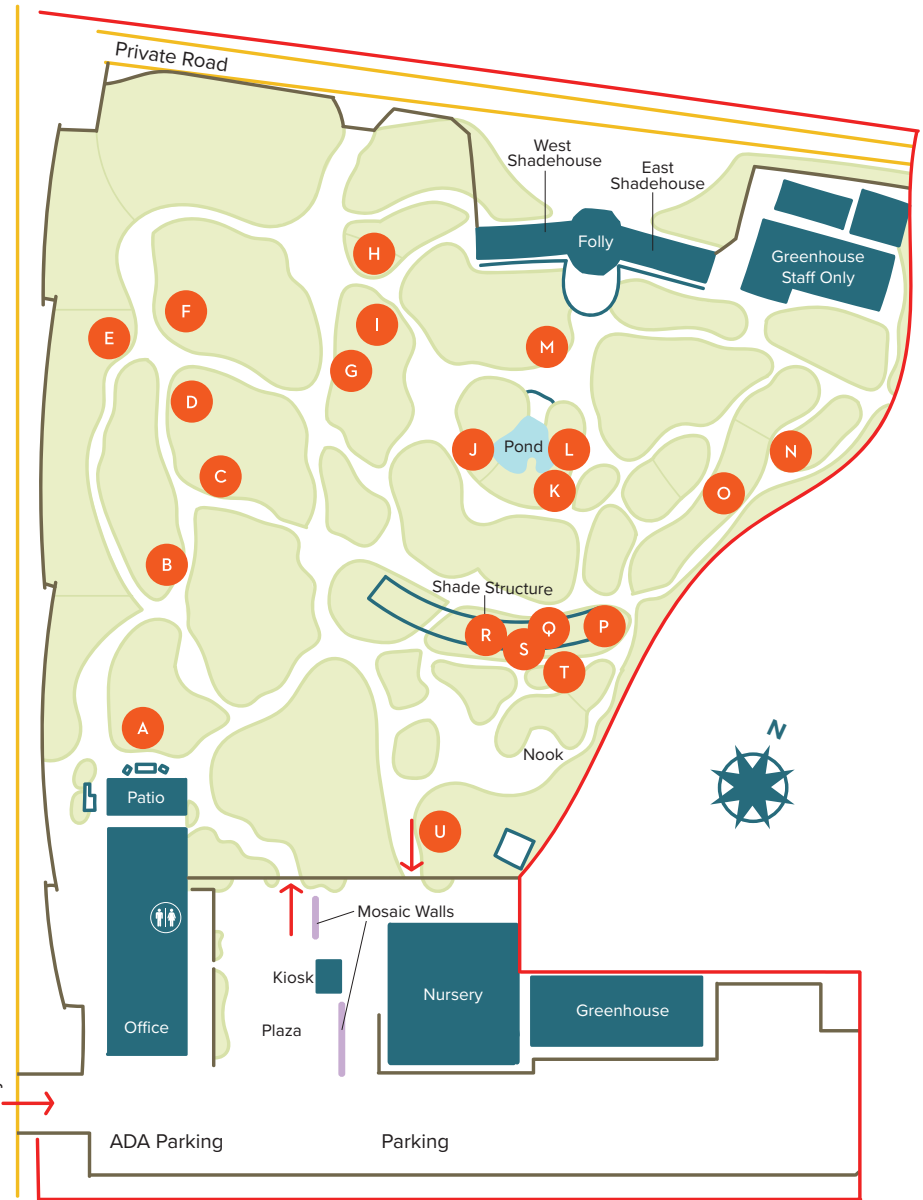 Private Road
West
Shadehouse
East
Shadehouse
Folly
Greenhouse
Staff Only
H
F
I
E
M
G
D
J
Pond
L
N
C
K
O
B
Shade Structure
R
Q
P
S
T
A
N
Nook
Patio
U
Mosaic Walls
Kiosk
Nursery
Greenhouse
Office
Plaza
ADA Parking
Parking